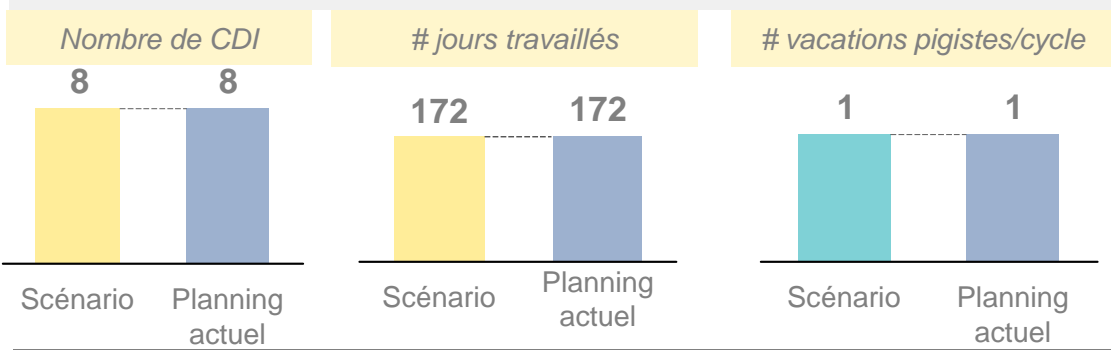 Nombre de CDI
8 8
Scénario Planning
actuel
# jours travaillés
172 172
Scénario Planning
actuel
# vacations pigistes/cycle
1 1
Scénario Planning
actuel